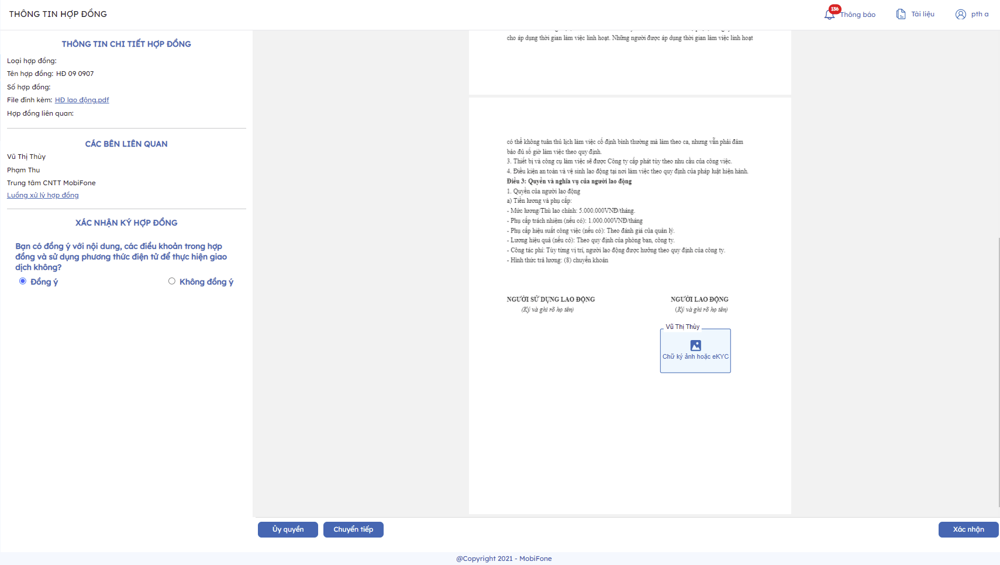 THÔNG TIN HỢP ĐỒNG
136
Thông báo
Tài liệu
pth a
THÔNG TIN CHI TIẾT HỢP ĐỒNG
Loại hợp đồng:
Tên hợp đồng: HĐ 09 0907
Số hợp đồng:
File đính kèm: HĐ lao động.pdf
Hợp đồng liên quan:
CÁC BÊN LIÊN QUAN
Vũ Thị Thùy
Phạm Thu
Trung tâm CNTT MobiFone
Luồng xử lý hợp đồng
XÁC NHẬN KÝ HỢP ĐỒNG
Bạn có đồng ý với nội dung, các điều khoản trong hợp
đồng và sử dụng phương thức điện tử để thực hiện giao
dịch không?
Đồng ý
Không đồng ý
cho áp dụng thời gian làm việc linh hoạt. Những người được áp dụng thời gian làm việc linh hoạt
có thể không tuân thủ lịch làm việc cố định bình thường mà làm theo ca, nhưng vẫn phải đảm
bảo đủ số giờ làm việc theo quy định.
3. Thiết bị và công cụ làm việc sẽ được Công ty cấp phát tùy theo nhu cầu của công việc.
4. Điều kiện an toàn và vệ sinh lao động tại nơi làm việc theo quy định của pháp luật hiện hành.
Điều 3: Quyền và nghĩa vụ của người lao động
1. Quyền của người lao động
a) Tiền lương và phụ cấp:
- Mức lương/Thù lao chính: 5.000.000VNĐ/tháng.
- Phụ cấp trách nhiệm (nếu có): 1.000.000VNĐ/tháng
- Phụ cấp hiệu suất công việc (nếu có): Theo đánh giá của quản lý.
- Lương hiệu quả (nếu có): Theo quy định của phòng ban, công ty.
- Công tác phí: Tùy từng vị trí, người lao động được hưởng theo quy định của công ty.
- Hình thức trả lương: (8) chuyển khoản
NGƯỜI SỬ DỤNG LAO ĐỘNG
(Ký và ghi rõ họ tên)
NGƯỜI LAO ĐỘNG
(Ký và ghi rõ họ tên)
Vũ Thị Thùy
Chữ ký ảnh hoặc eKYC
Ủy quyền
Chuyển tiếp
Xác nhận
@Copyright 2021 - MobiFone